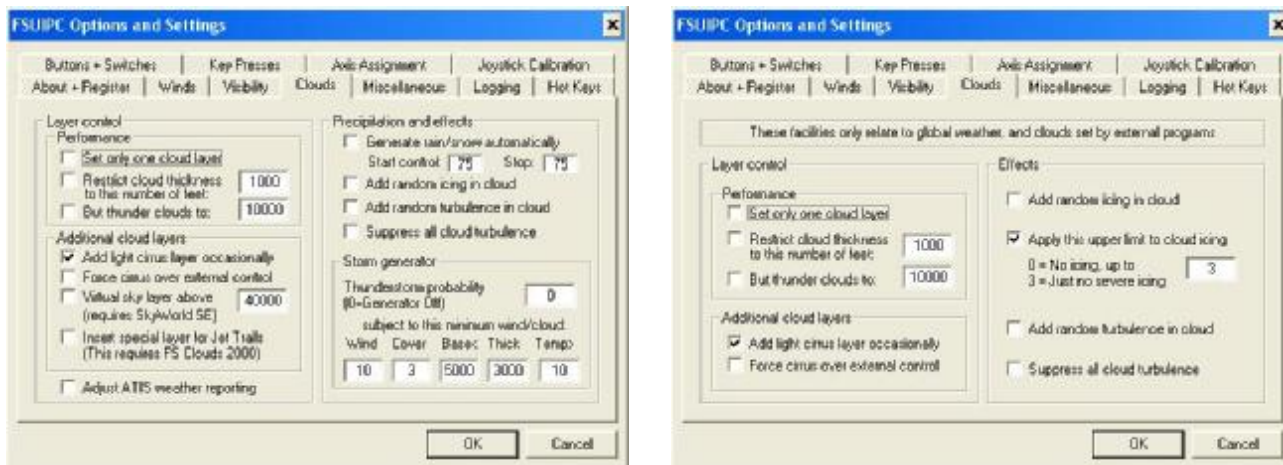 FSUIPC Options and Settings
Buttons + Switches
Key Presses
Axis Assignment
Joystick Calibration
About + Register
Winds
Visibility
Clouds
Miscellaneous
Logging
Hot Keys
Layer control
Performance
Set only one cloud layer
Restrict cloud thickness
to this number of feet:
1000
But thunder clouds to:
10000
Additional cloud layers
Add light cirrus layer occasionally
Force cirrus over external control
Virtual sky layer above
(requires SkyWorld SE)
40000
Insert special layer for Jet Trails
(This requires FS Clouds 2000)
Adjust ATIS weather reporting
Precipitation and effects
Generate rain/snow automatically
Start control: 75 Stop: 75
Add random icing in cloud
Add random turbulence in cloud
Suppress all cloud turbulence
Storm generator
Thunderstorm probability
(0=Generator Off)
0
subject to this minimum wind/cloud:
Wind Cover Base< Thick Temp>
10 3 5000 3000 10
OK
Cancel
FSUIPC Options and Settings
Buttons + Switches
Key Presses
Axis Assignment
Joystick Calibration
About + Register
Winds
Visibility
Clouds
Miscellaneous
Logging
Hot Keys
These facilities only relate to global weather, and clouds set by external programs
Layer control
Performance
Set only one cloud layer
Restrict cloud thickness
to this number of feet:
1000
But thunder clouds to:
10000
Additional cloud layers
Add light cirrus layer occasionally
Force cirrus over external control
Effects
Add random icing in cloud
Apply this upper limit to cloud icing
0 = No icing, up to
3 = Just no severe icing
3
Add random turbulence in cloud
Suppress all cloud turbulence
OK
Cancel